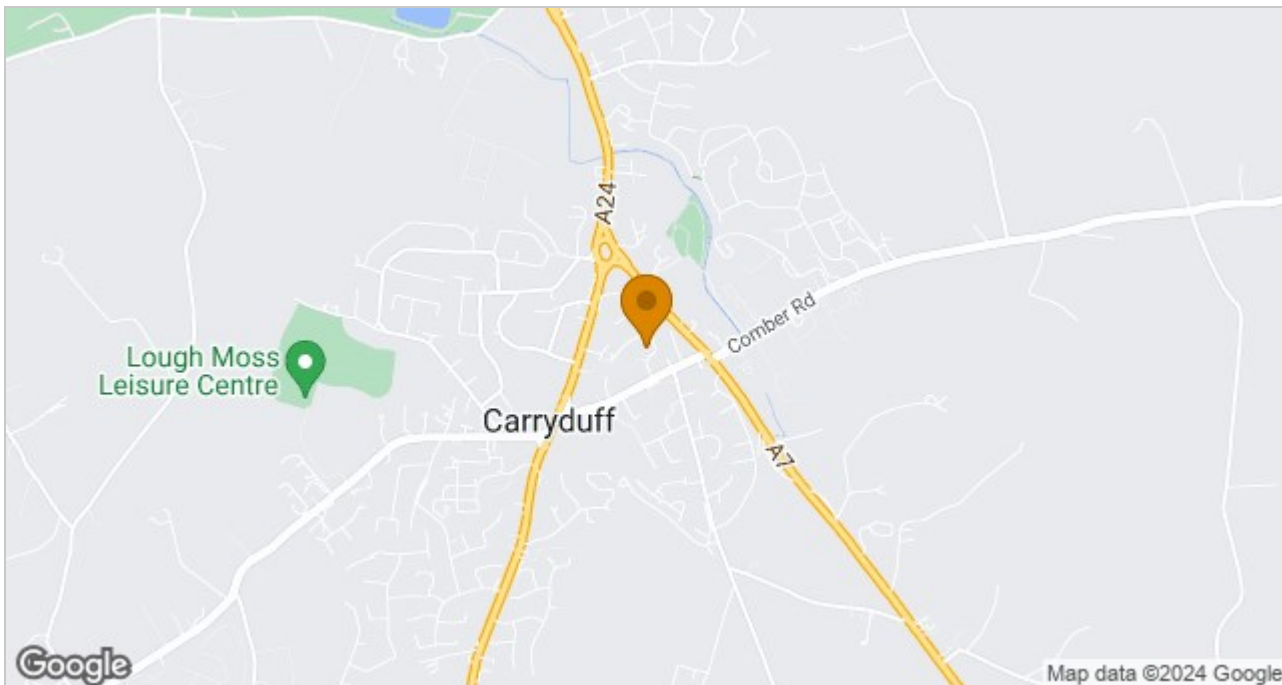 A24
Comber Rd
Lough Moss
Leisure Centre
Carryduff
A7
Google
Map data ©2024 Google